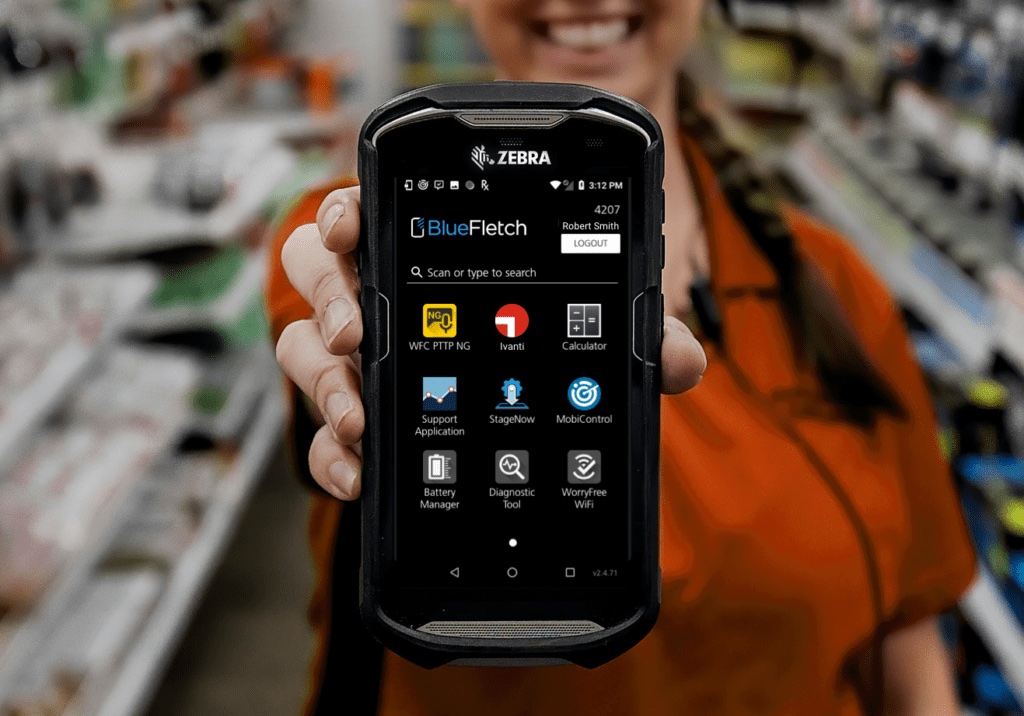 ZEBRA
3:12 PM
4207
BlueFletch
Robert Smith
LOGOUT
Scan or type to search
NG
WFC PTTP NG
Ivanti
Calculator
Support
Application
StageNow
MobiControl
Battery
Manager
Diagnostic
Tool
WorryFree
WiFi
v2.4.71